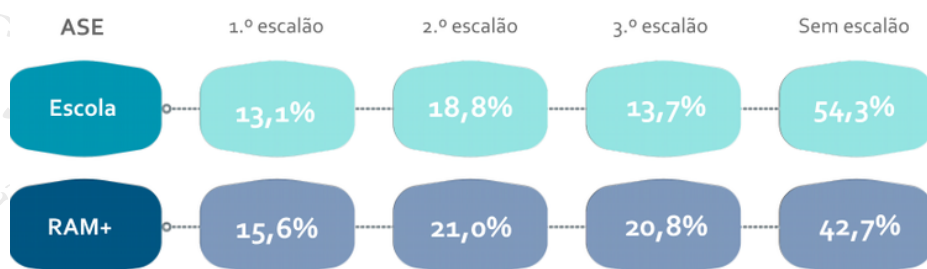 ASE 1.º escalão 2.º escalão 3.º escalão Sem escalão
Escola 13,1% 18,8% 13,7% 54,3%
RAM+ 15,6% 21,0% 20,8% 42,7%